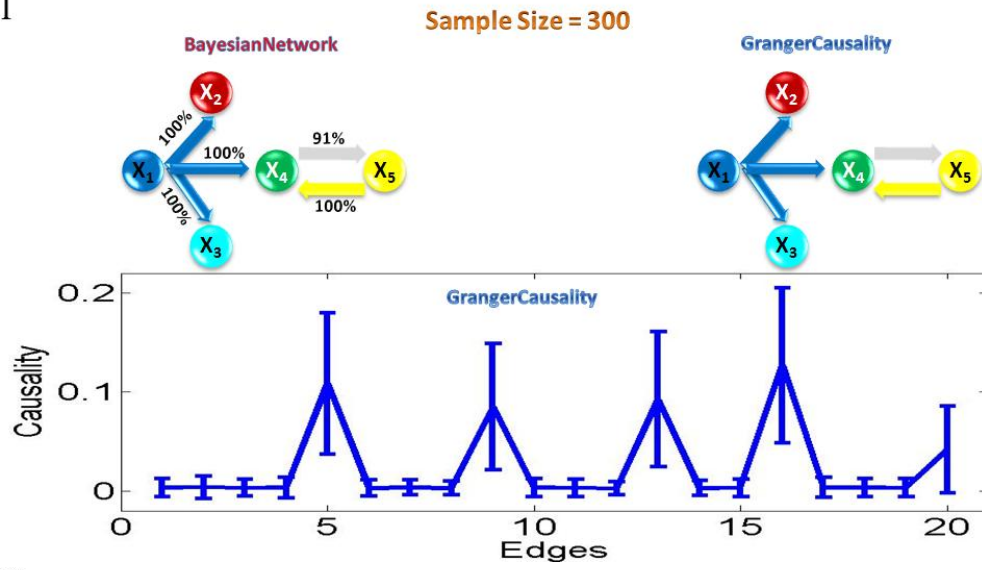 Sample Size = 300
BayesianNetwork
GrangerCausality
X2
100%
X1
100%
X4
91%
X5
100%
100%
X3
X2
X1
X4
X5
X3
GrangerCausality
Causality
0.2
0.1
0
0
5
10
15
20
Edges